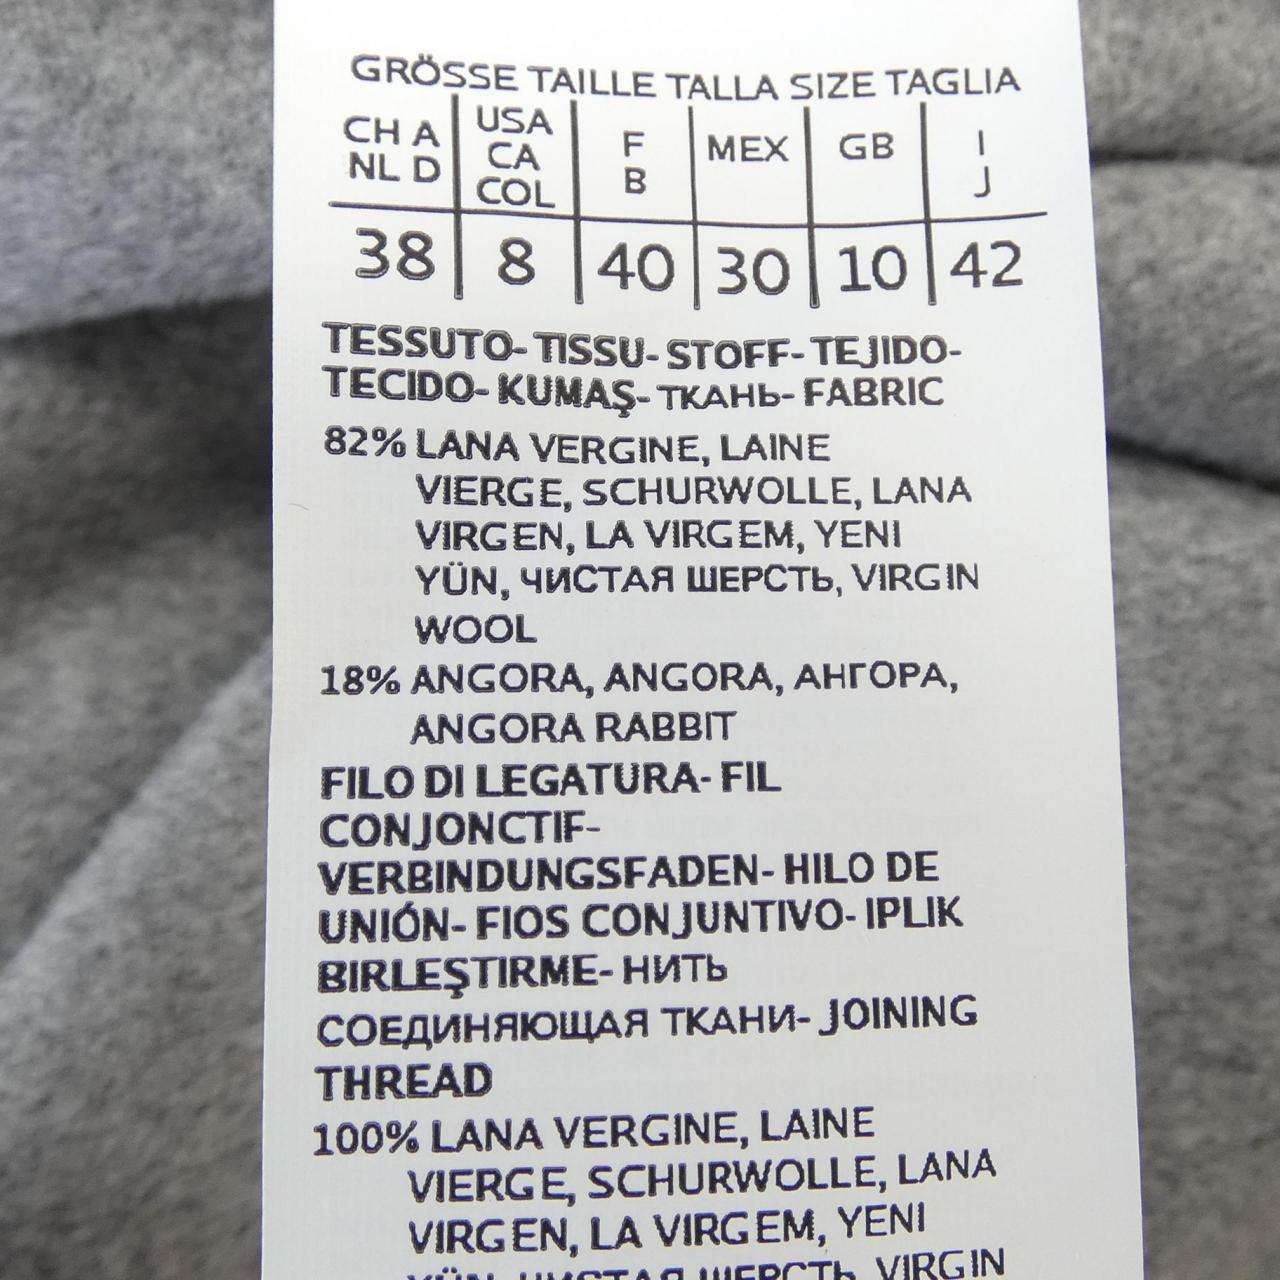 GRÖSSE TAILLE TALLA SIZE TAGLIA
CH A NL D | USA CA COL | F B | MEX | GB | I J
38 | 8 | 40 | 30 | 10 | 42
TESSUTO- TISSU- STOFF- TEJIDO-
TECIDO- KUMAŞ- ТКАНЬ- FABRIC
82% LANA VERGINE, LAINE
VIERGE, SCHURWOLLE, LANA
VIRGEN, LA VIRGEM, YENI
YÜN, ЧИСТАЯ ШЕРСТЬ, VIRGIN
WOOL
18% ANGORA, ANGORA, АНГОРА,
ANGORA RABBIT
FILO DI LEGATURA- FIL
CONJONCTIF-
VERBINDUNGSFADEN- HILO DE
UNIÓN- FIOS CONJUNTIVO- IPLIK
BIRLEŞTIRME- НИТЬ
СОЕДИНЯЮЩАЯ ТКАНИ- JOINING
THREAD
100% LANA VERGINE, LAINE
VIERGE, SCHURWOLLE, LANA
VIRGEN, LA VIRGEM, YENI
YÜN, ЧИСТАЯ ШЕРСТЬ, VIRGIN